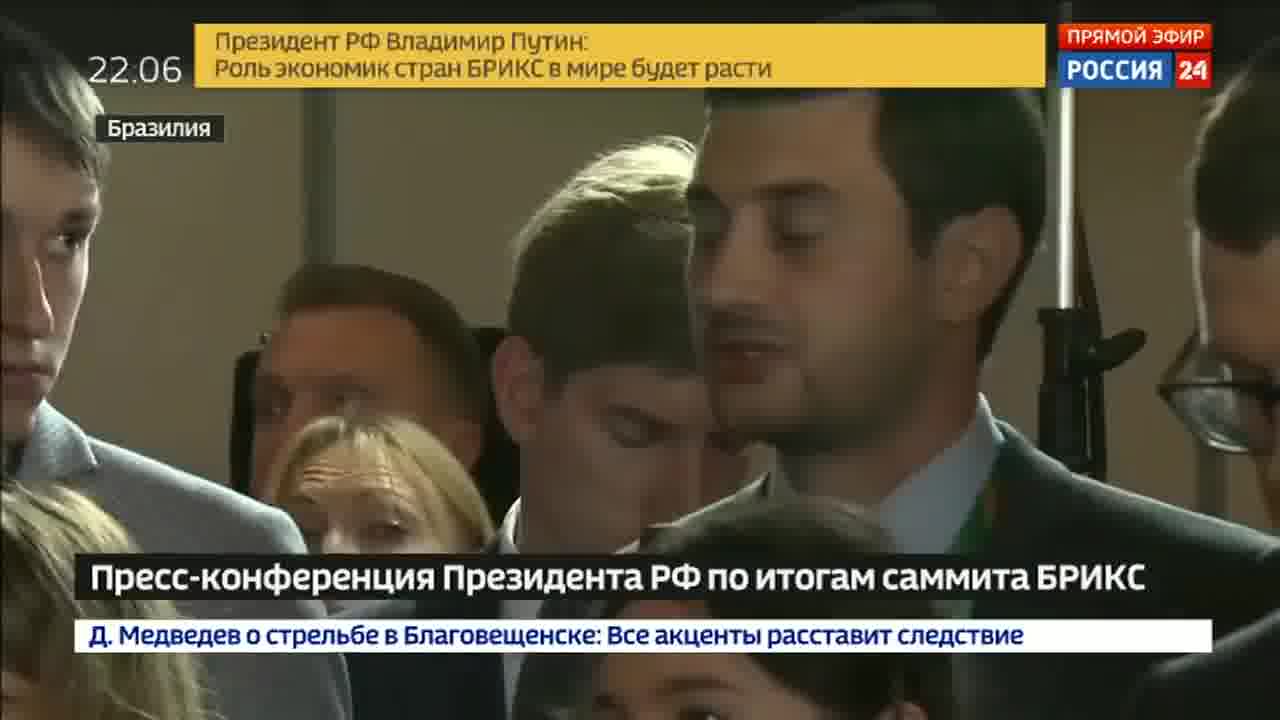 22.06
Президент РФ Владимир Путин:
Роль экономик стран БРИКС в мире будет расти
ПРЯМОЙ ЭФИР
РОССИЯ 24
Бразилия
Пресс-конференция Президента РФ по итогам саммита БРИКС
Д. Медведев о стрельбе в Благовещенске: Все акценты расставит следствие